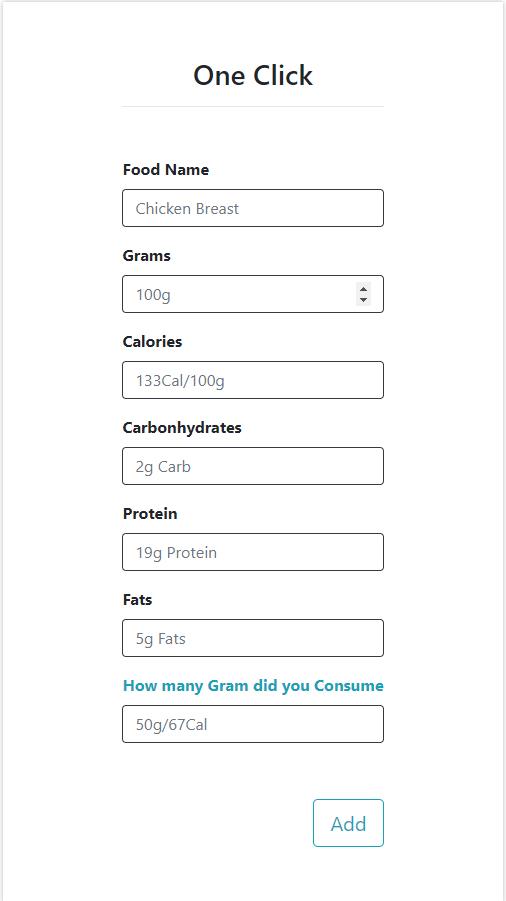 One Click
Food Name
Chicken Breast
Grams
100g
Calories
133Cal/100g
Carbonhydrates
2g Carb
Protein
19g Protein
Fats
5g Fats
How many Gram did you Consume
50g/67Cal
Add